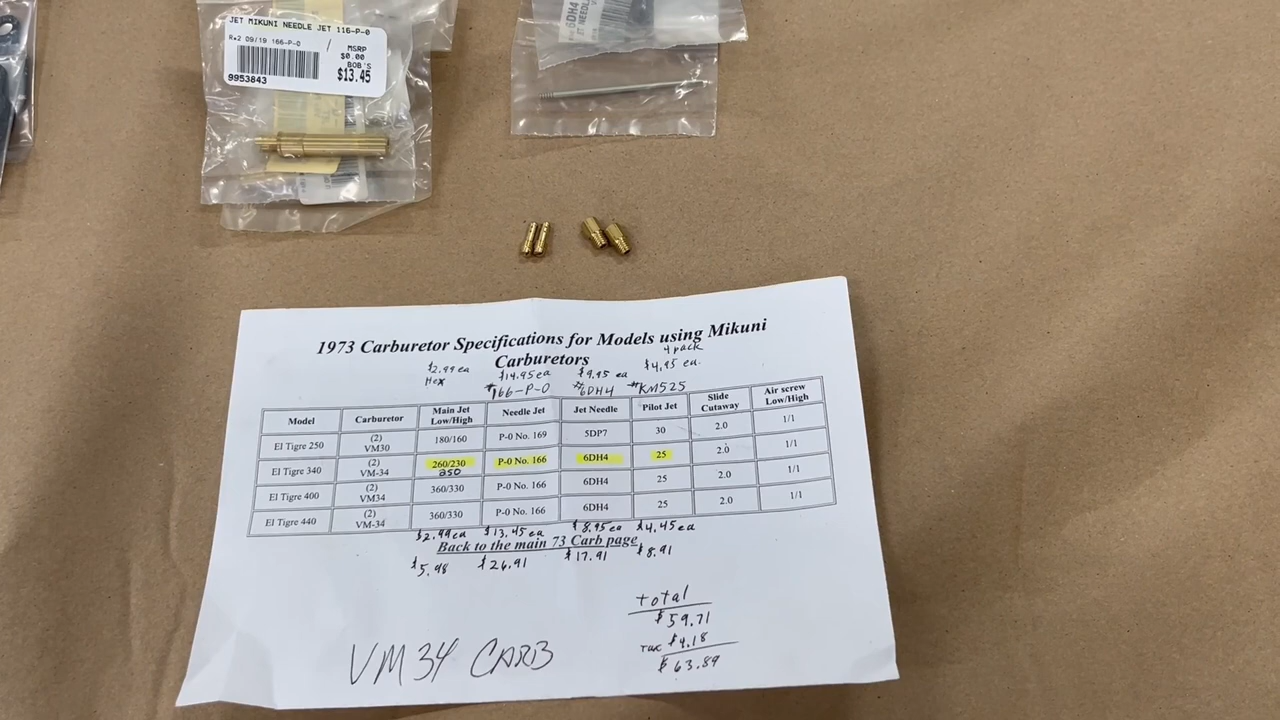 JET MIKUNI NEEDLE JET 116-P-0
R#2 09/19 166-P-0
/
MSRP
$0.00
BOB'S
$13.45
9953843
6DH4
JET NEEDLE
1973 Carburetor Specifications for Models using Mikuni
Carburetors
4 pack
$2.99 ea $14.95 ea $9.95 ea $4.95 ea.
Hex #166-P-0 #6DH4 #KM525
Model Carburetor Main Jet Low/High Needle Jet Jet Needle Pilot Jet Slide Cutaway Air screw Low/High
El Tigre 250 (2) VM30 180/160 P-0 No. 169 5DP7 30 2.0 1/1
El Tigre 340 (2) VM-34 260/230 P-0 No. 166 6DH4 25 2.0 1/1
250
El Tigre 400 (2) VM34 360/330 P-0 No. 166 6DH4 25 2.0 1/1
El Tigre 440 (2) VM-34 360/330 P-0 No. 166 6DH4 25 2.0 1/1
$2.99 ea $13.45 ea $8.95 ea $4.45 ea
Back to the main 73 Carb page
$5.98 $26.91 $17.91 $8.91
Total
$59.71
Tax $4.18
$63.89
VM34 CARB